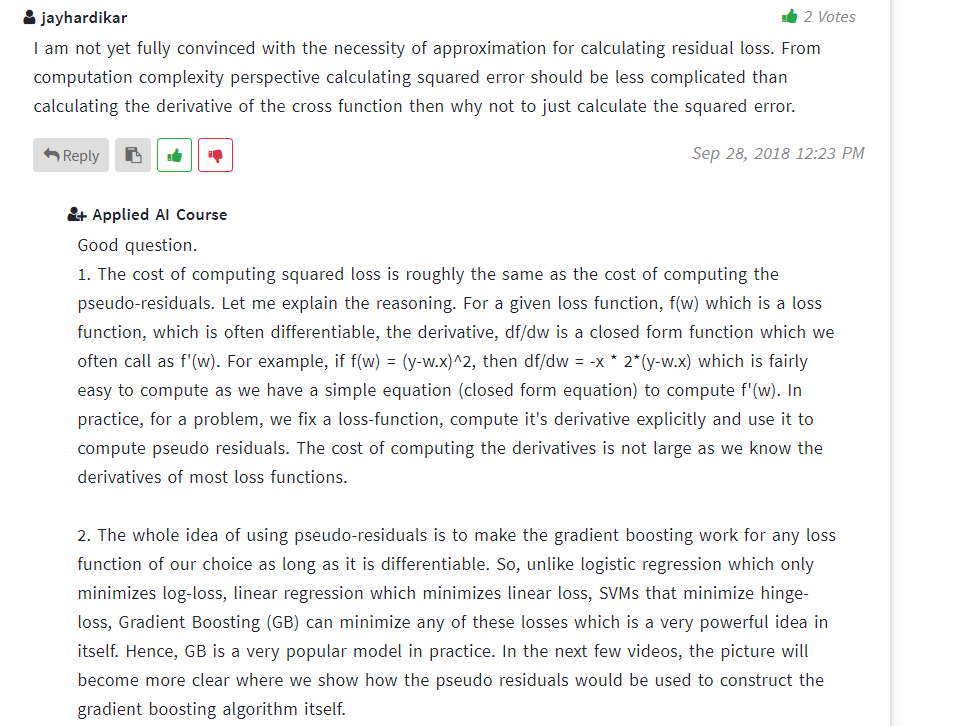 jayhardikar
2 Votes
I am not yet fully convinced with the necessity of approximation for calculating residual loss. From
computation complexity perspective calculating squared error should be less complicated than
calculating the derivative of the cross function then why not to just calculate the squared error.
Reply
Sep 28, 2018 12:23 PM
Applied AI Course
Good question.
1. The cost of computing squared loss is roughly the same as the cost of computing the
pseudo-residuals. Let me explain the reasoning. For a given loss function, f(w) which is a loss
function, which is often differentiable, the derivative, df/dw is a closed form function which we
often call as f'(w). For example, if f(w) = (y-w.x)^2, then df/dw = -x * 2*(y-w.x) which is fairly
easy to compute as we have a simple equation (closed form equation) to compute f'(w). In
practice, for a problem, we fix a loss-function, compute it's derivative explicitly and use it to
compute pseudo residuals. The cost of computing the derivatives is not large as we know the
derivatives of most loss functions.
2. The whole idea of using pseudo-residuals is to make the gradient boosting work for any loss
function of our choice as long as it is differentiable. So, unlike logistic regression which only
minimizes log-loss, linear regression which minimizes linear loss, SVMs that minimize hinge-
loss, Gradient Boosting (GB) can minimize any of these losses which is a very powerful idea in
itself. Hence, GB is a very popular model in practice. In the next few videos, the picture will
become more clear where we show how the pseudo residuals would be used to construct the
gradient boosting algorithm itself.